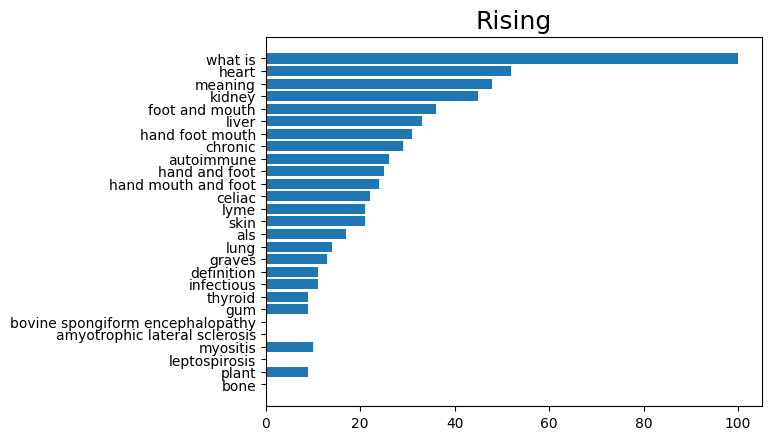 Rising
what is
heart
meaning
kidney
foot and mouth
liver
hand foot mouth
chronic
autoimmune
hand and foot
hand mouth and foot
celiac
lyme
skin
als
lung
graves
definition
infectious
thyroid
gum
bovine spongiform encephalopathy
amyotrophic lateral sclerosis
myositis
leptospirosis
plant
bone
0 20 40 60 80 100